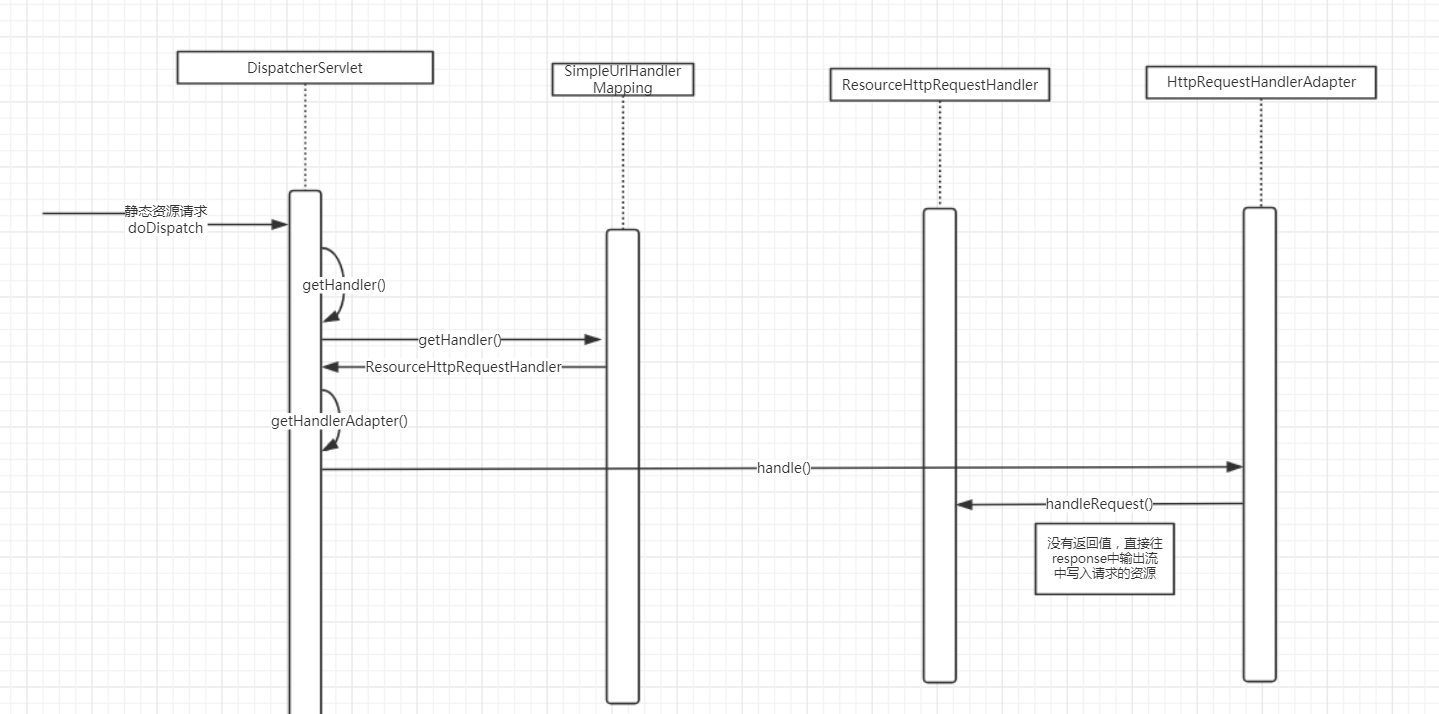 DispatcherServlet
SimpleUrlHandler
Mapping
ResourceHttpRequestHandler
HttpRequestHandlerAdapter
静态资源请求
doDispatch
getHandler()
getHandler()
ResourceHttpRequestHandler
getHandlerAdapter()
handle()
handleRequest()
没有返回值，直接往
response中输出流
中写入请求的资源